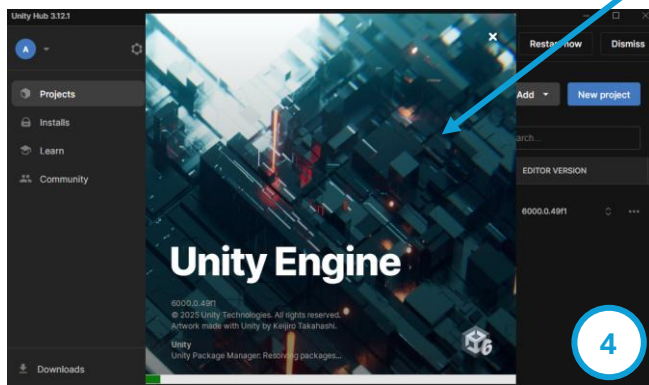 Unity Hub 3.12.1
A
Restart now
Dismiss
Projects
Add
New project
Installs
Learn
EDITOR VERSION
Community
6000.0.49f1
Unity Engine
6000.0.49f1
© 2025 Unity Technologies. All rights reserved.
Artwork made with Unity by Keijiro Takahashi.
Unity
Unity Package Manager: Resolving packages...
6
4
Downloads